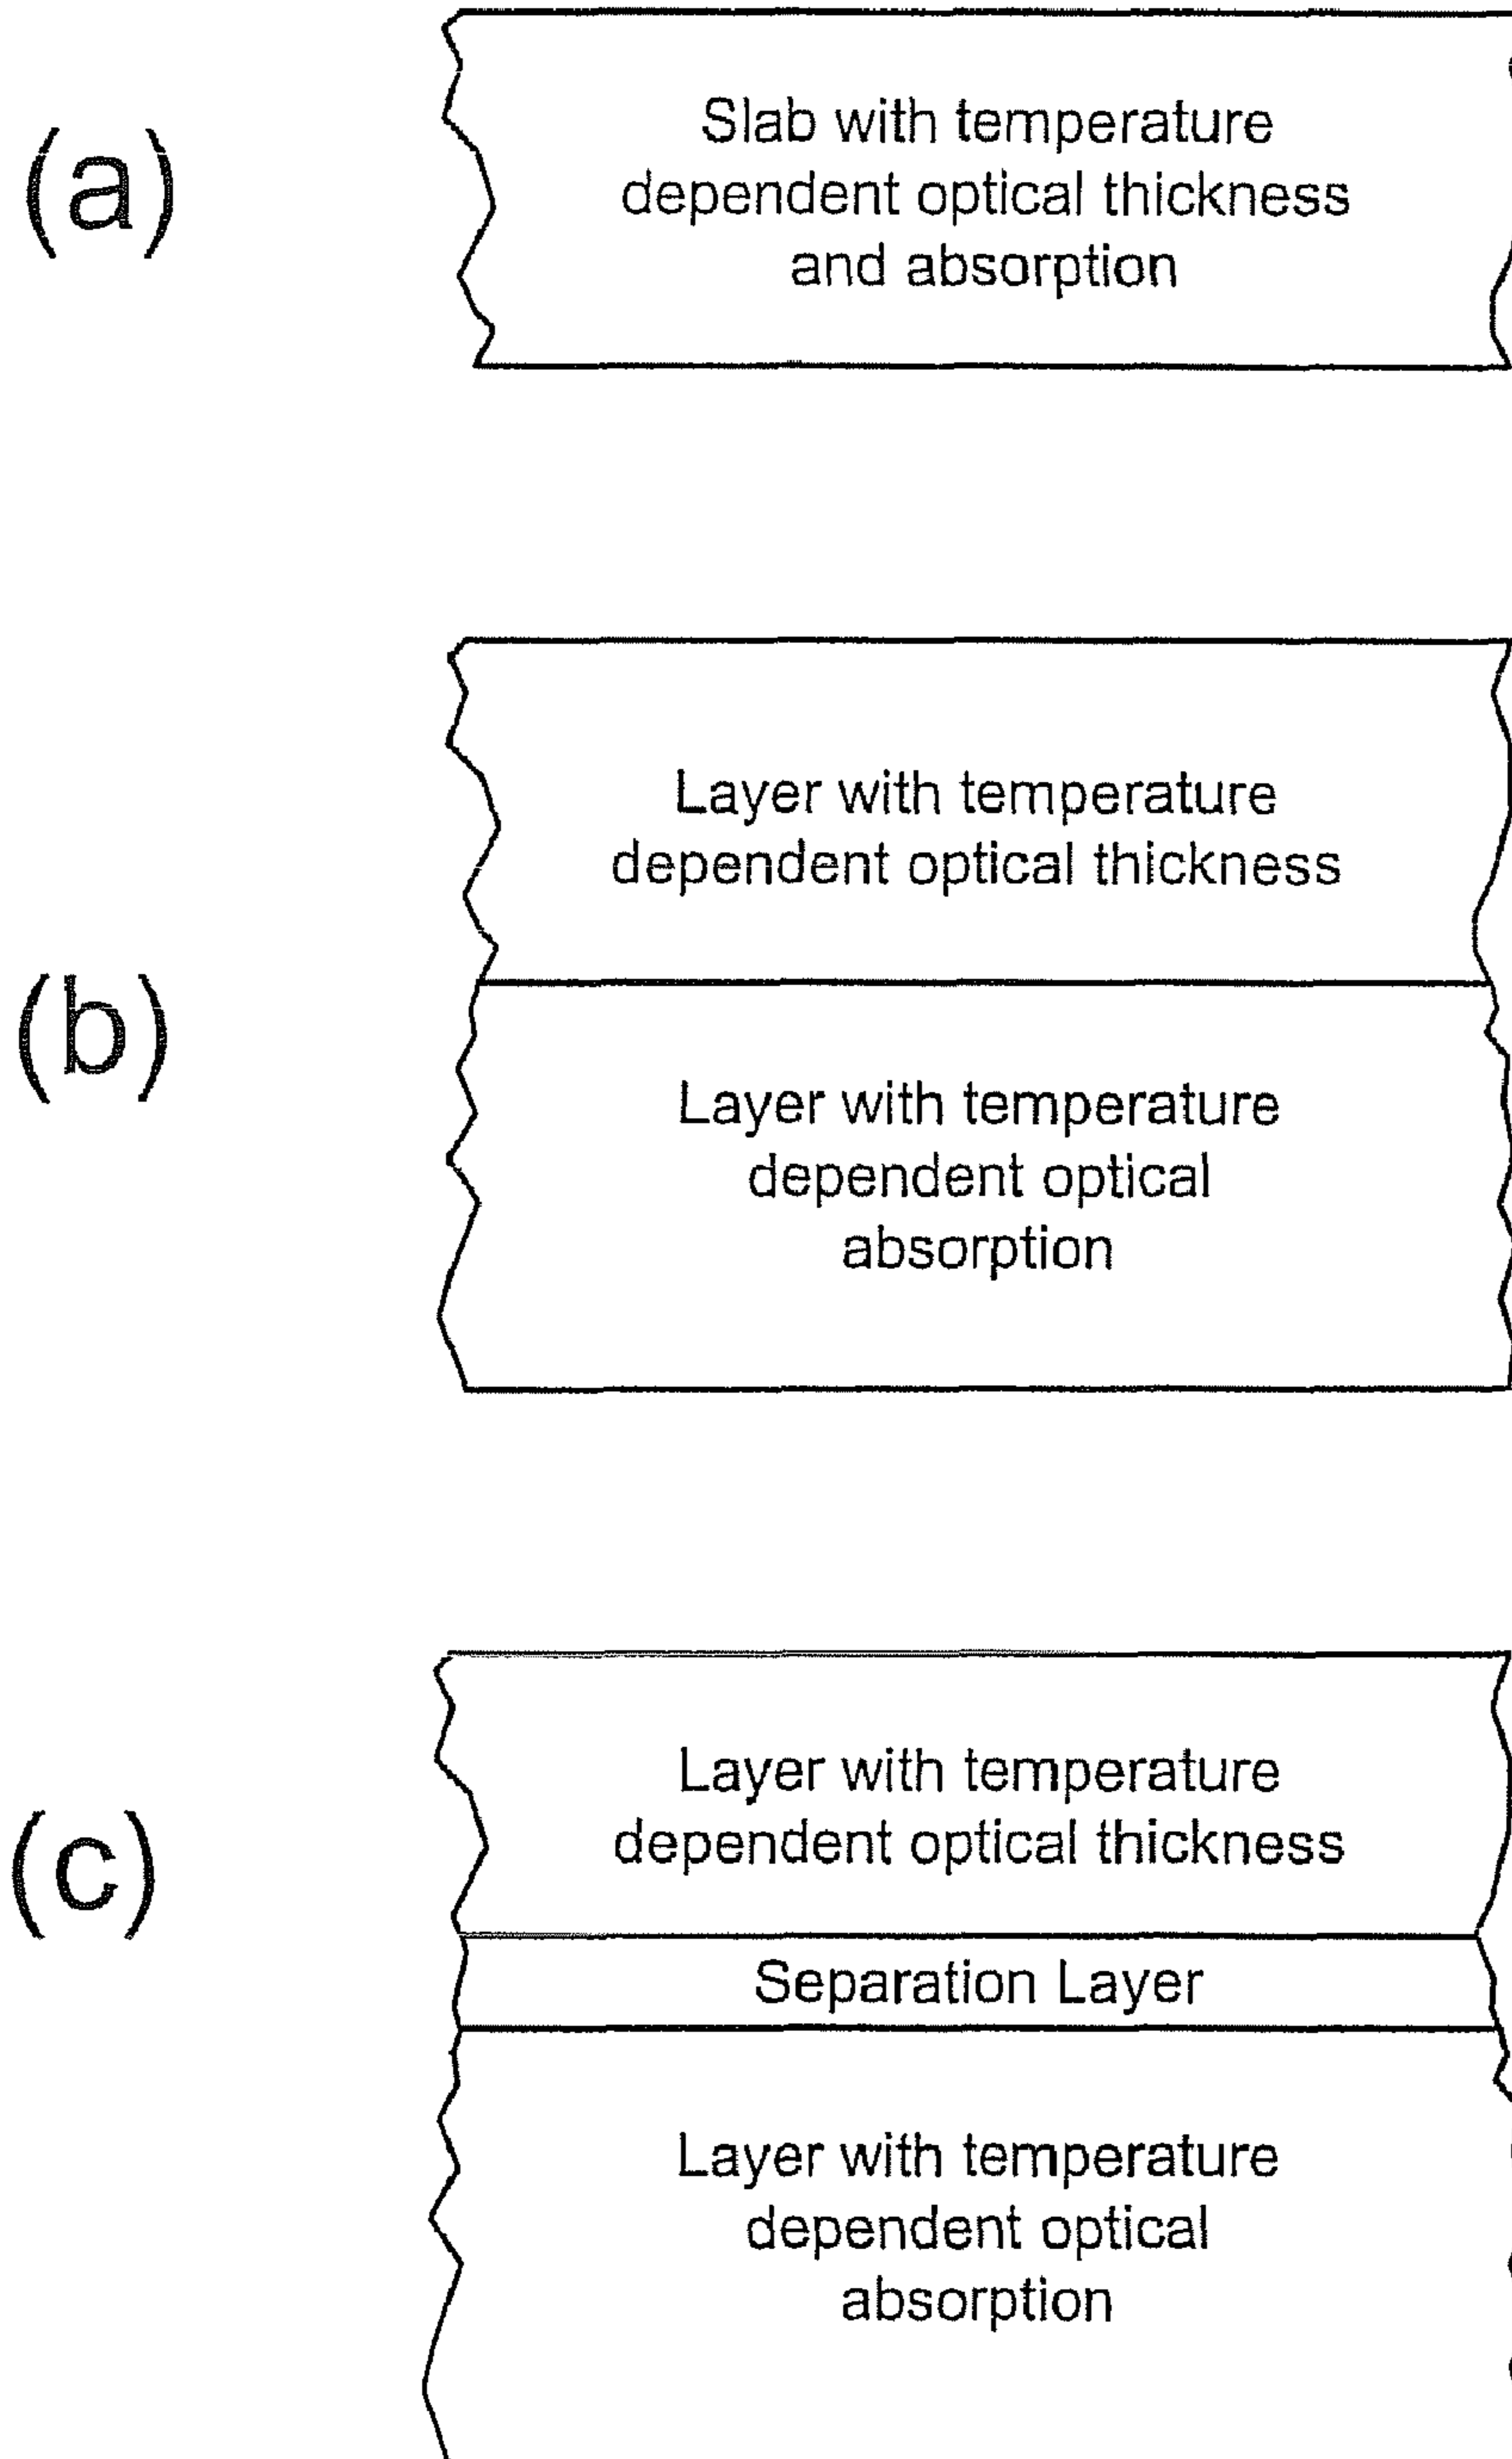 (a)
Slab with temperature
dependent optical thickness
and absorption
(b)
Layer with temperature
dependent optical thickness
Layer with temperature
dependent optical
absorption
(c)
Layer with temperature
dependent optical thickness
Separation Layer
Layer with temperature
dependent optical
absorption